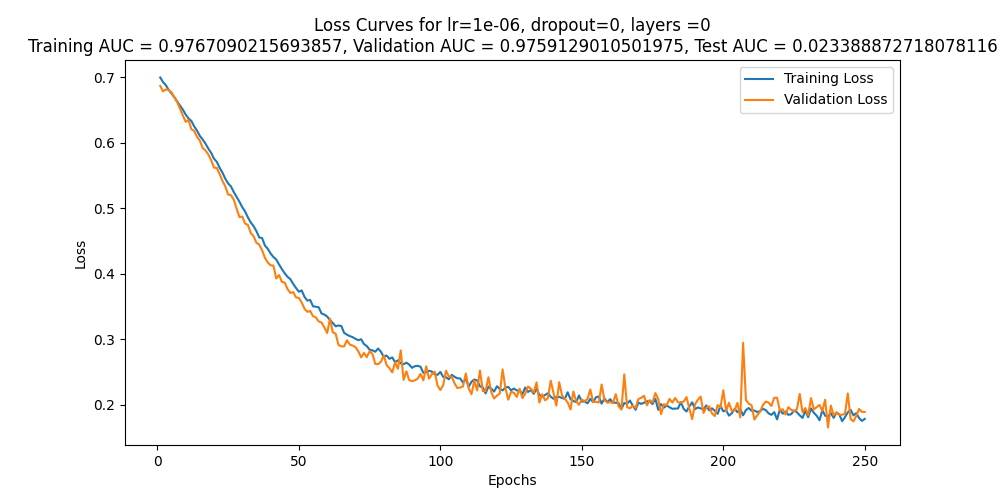 Loss Curves for lr=1e-06, dropout=0, layers =0
Training AUC = 0.9767090215693857, Validation AUC = 0.9759129010501975, Test AUC = 0.023388872718078116
Training Loss
Validation Loss
0.7
0.6
0.5
0.4
0.3
0.2
Loss
0
50
100
150
200
250
Epochs